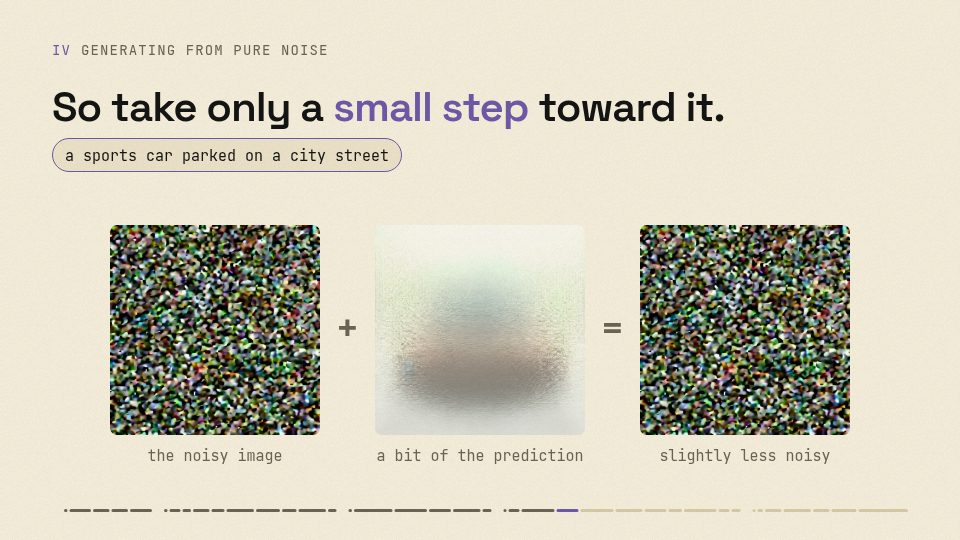 IV GENERATING FROM PURE NOISE
So take only a small step toward it.
a sports car parked on a city street
+
=
the noisy image
a bit of the prediction
slightly less noisy